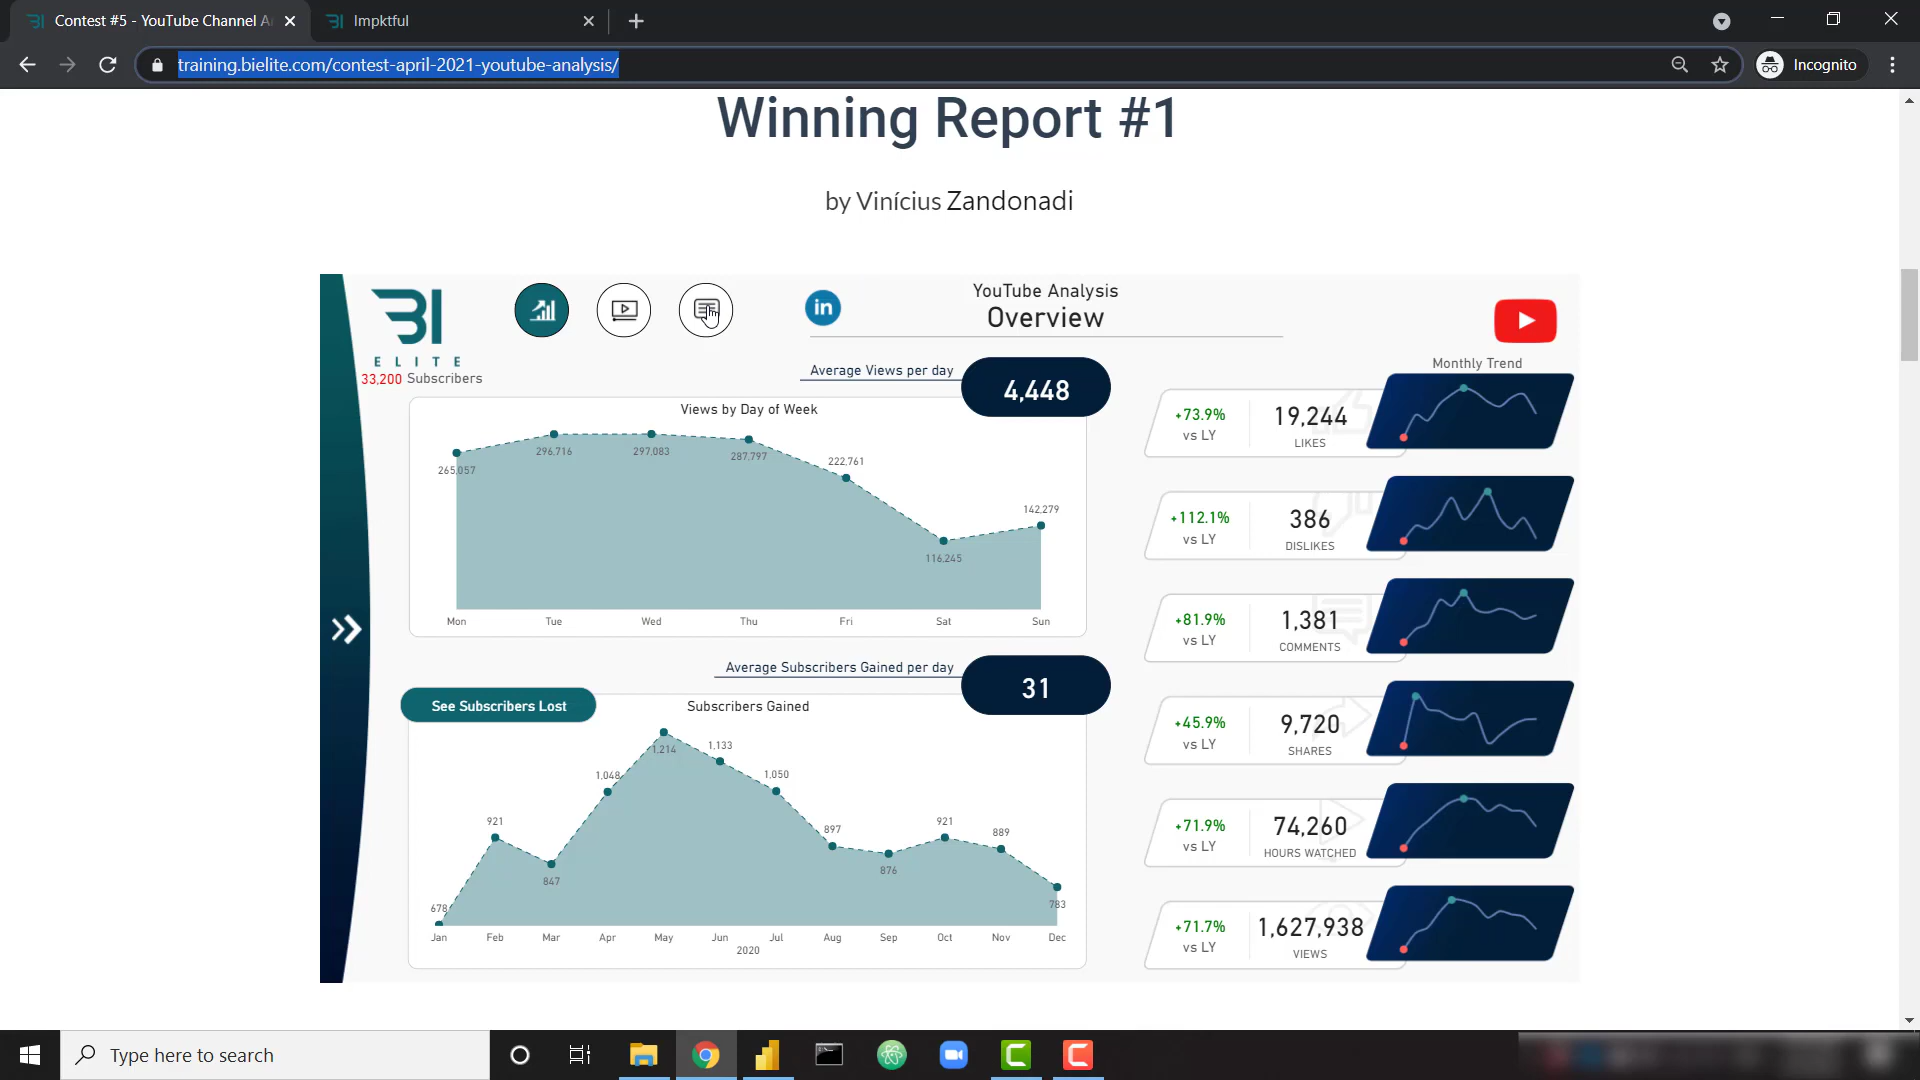 Contest #5 - YouTube Channel A
Impktful
training.bielite.com/contest-april-2021-youtube-analysis/
Incognito
Winning Report #1
by Vinícius Zandonadi
BI
ELITE
33,200 Subscribers
in
YouTube Analysis
Overview
Average Views per day
4,448
Views by Day of Week
265,057
296,716
297,083
287,797
222,761
116,245
142,279
Mon
Tue
Wed
Thu
Fri
Sat
Sun
Average Subscribers Gained per day
31
See Subscribers Lost
Subscribers Gained
678
921
847
1,048
1,214
1,133
1,050
897
876
921
889
783
Jan
Feb
Mar
Apr
May
Jun
Jul
Aug
Sep
Oct
Nov
Dec
2020
Monthly Trend
+73.9%
vs LY
19,244
LIKES
+112.1%
vs LY
386
DISLIKES
+81.9%
vs LY
1,381
COMMENTS
+45.9%
vs LY
9,720
SHARES
+71.9%
vs LY
74,260
HOURS WATCHED
+71.7%
vs LY
1,627,938
VIEWS
Type here to search